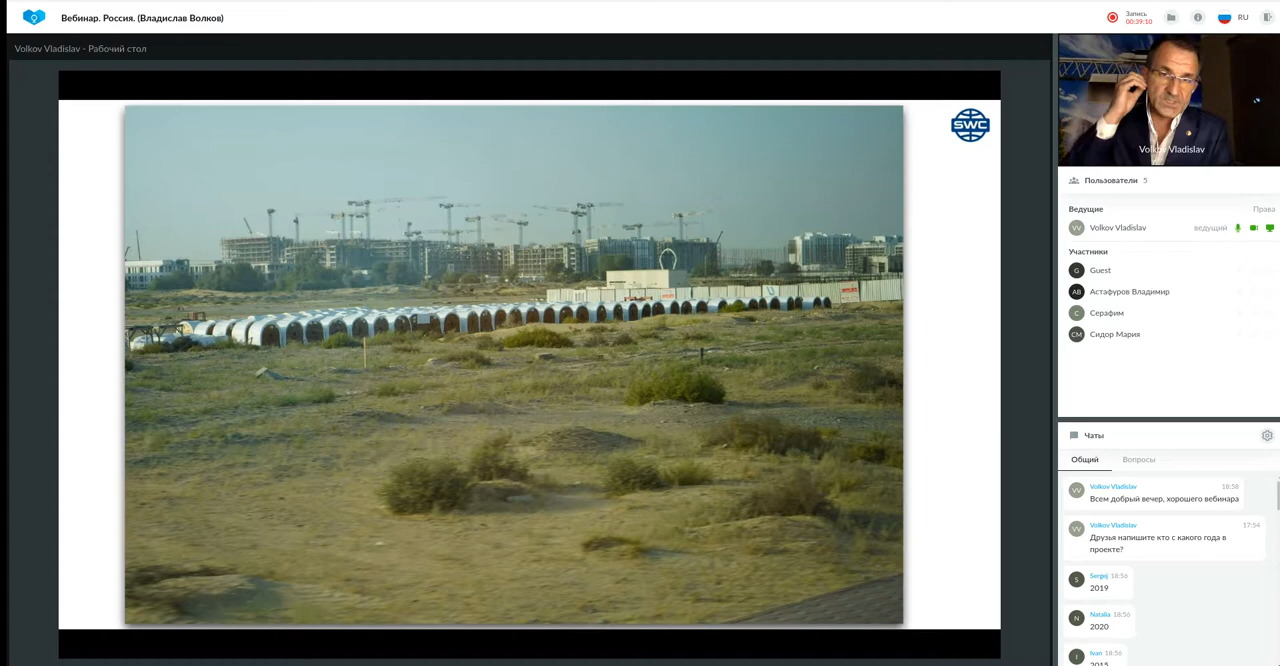 Вебинар. Россия. (Владислав Волков)
Запись
00:39:10
RU
Volkov Vladislav - Рабочий стол
SWC
Volkov Vladislav
Пользователи 5
Ведущие Права
VV Volkov Vladislav ведущий
Участники
G Guest
АВ Астафуров Владимир
С Серафим
СМ Сидор Мария
Чаты
Общий Вопросы
VV Volkov Vladislav 18:58
Всем добрый вечер, хорошего вебинара
VV Volkov Vladislav 17:54
Друзья напишите кто с какого года в
проекте?
S Sergej 18:56
2019
N Natalia 18:56
2020
I Ivan 18:56
2015